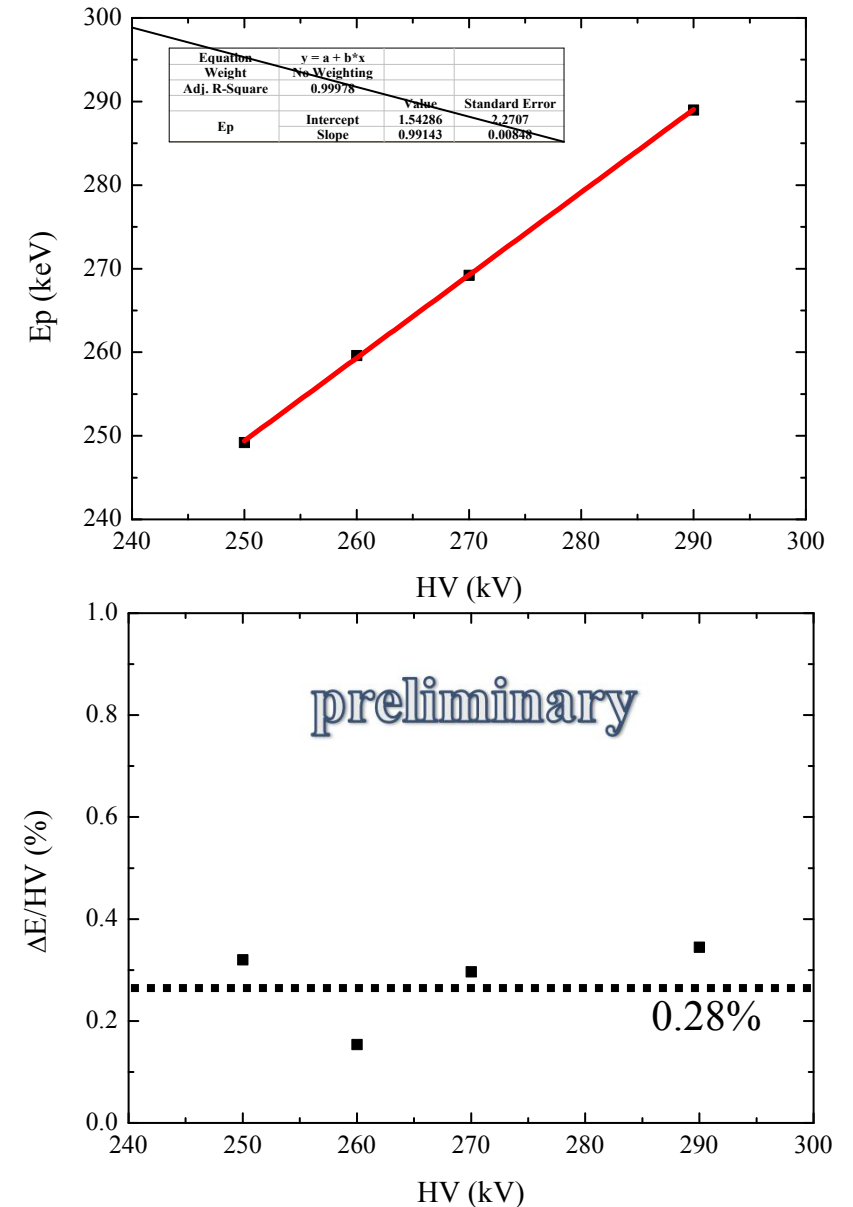 300
290
280
270
260
250
240
Ep (keV)
Equation y = a + b*x
Weight No Weighting
Adj. R-Square 0.99978
Value Standard Error
Ep Intercept 1.54286 2.2707
Slope 0.99143 0.00848
240 250 260 270 280 290 300
HV (kV)
1.0
0.8
0.6
0.4
0.2
0.0
ΔE/HV (%)
preliminary
0.28%
240 250 260 270 280 290 300
HV (kV)